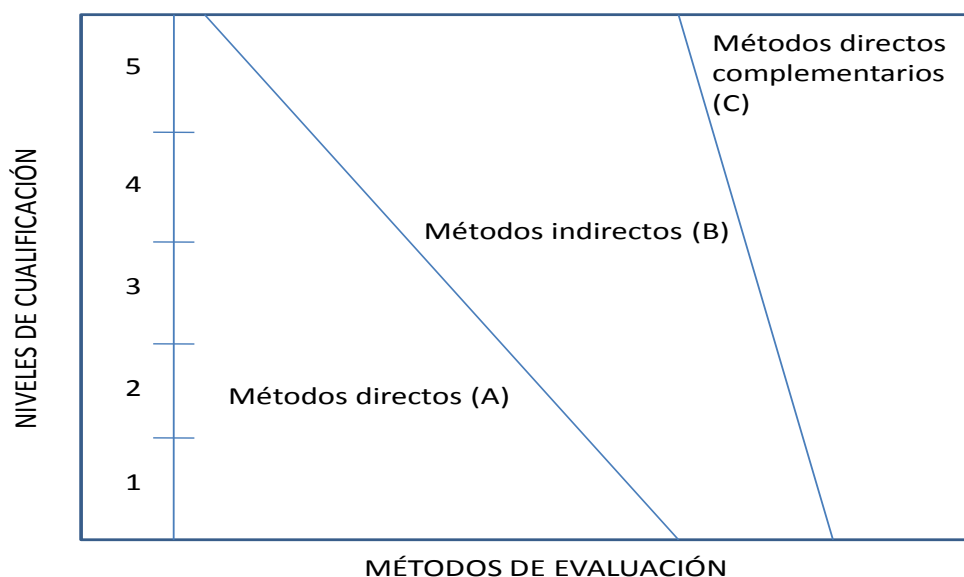 NIVELES DE CUALIFICACIÓN
5
4
3
2
1
Métodos directos
complementarios
(C)
Métodos indirectos (B)
Métodos directos (A)
MÉTODOS DE EVALUACIÓN